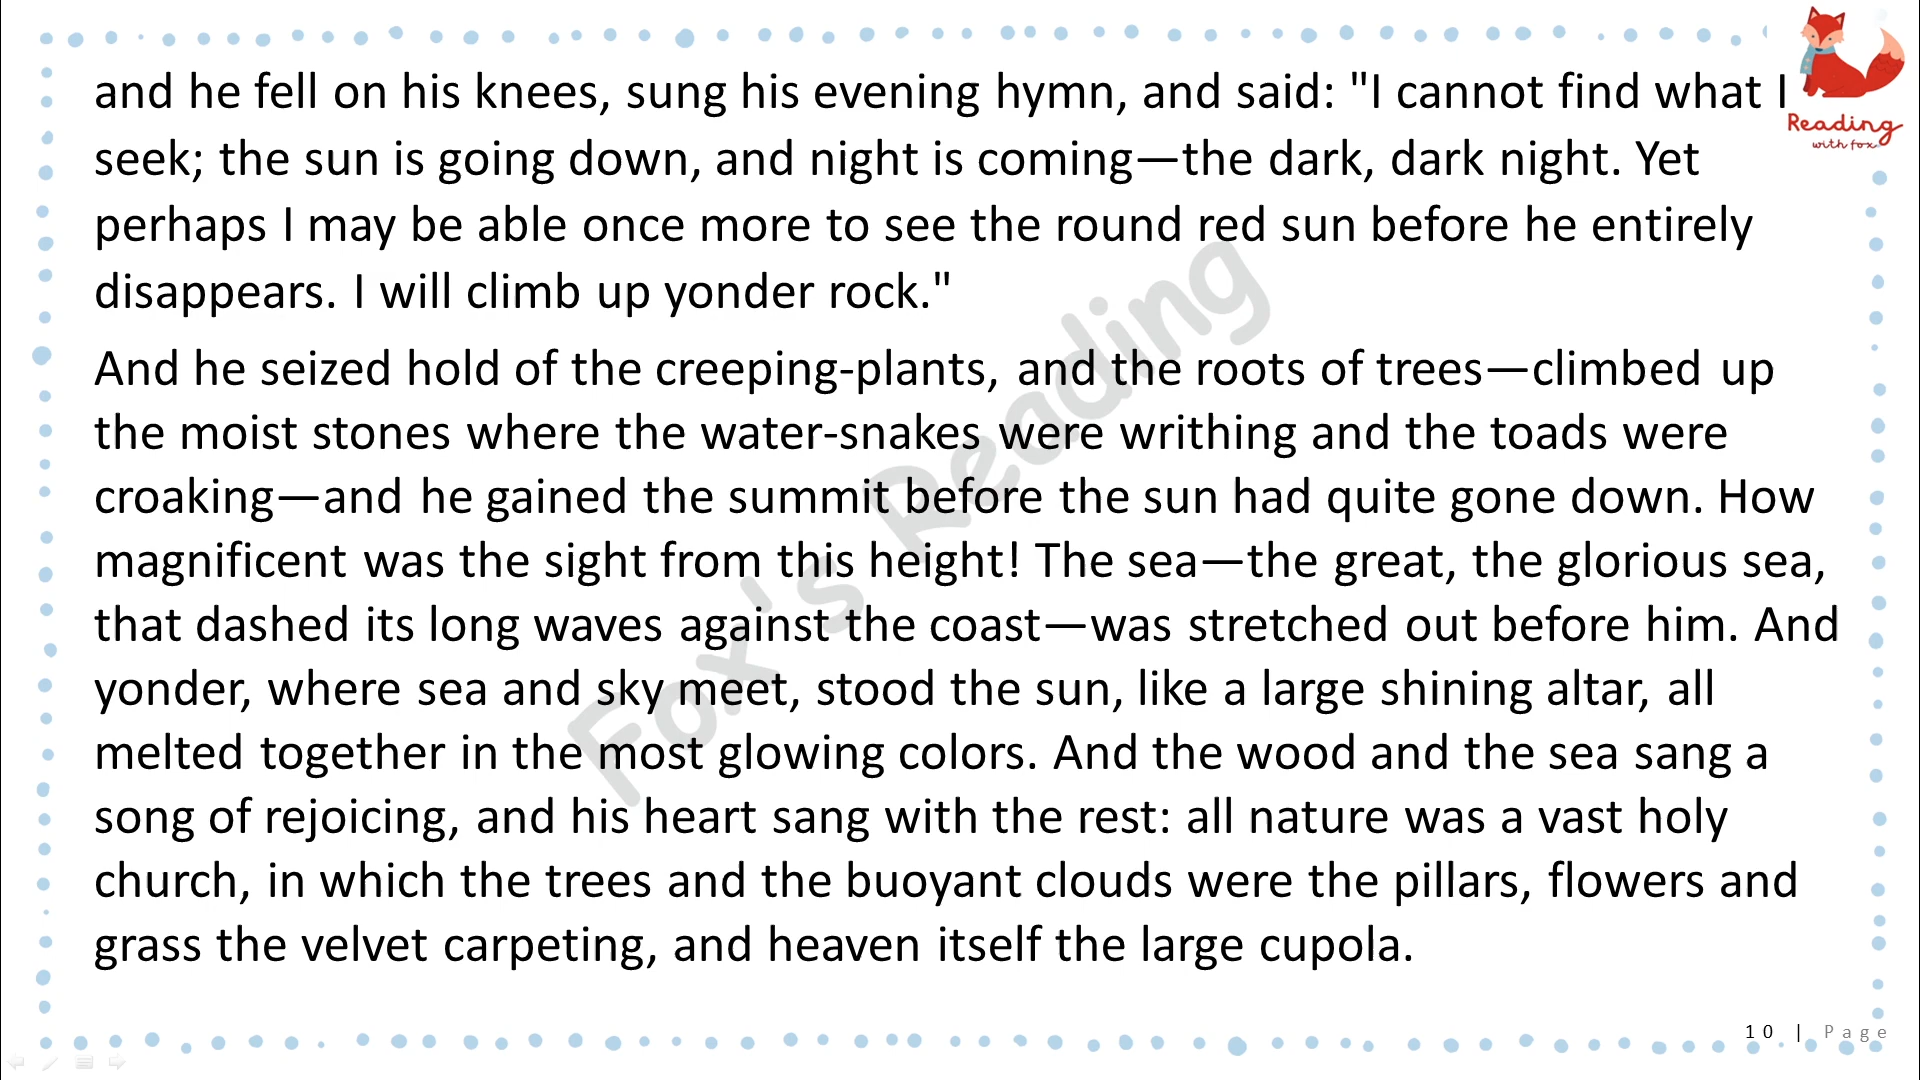 and he fell on his knees, sung his evening hymn, and said: "I cannot find what I
seek; the sun is going down, and night is coming—the dark, dark night. Yet
perhaps I may be able once more to see the round red sun before he entirely
disappears. I will climb up yonder rock."
And he seized hold of the creeping-plants, and the roots of trees—climbed up
the moist stones where the water-snakes were writhing and the toads were
croaking—and he gained the summit before the sun had quite gone down. How
magnificent was the sight from this height! The sea—the great, the glorious sea,
that dashed its long waves against the coast—was stretched out before him. And
yonder, where sea and sky meet, stood the sun, like a large shining altar, all
melted together in the most glowing colors. And the wood and the sea sang a
song of rejoicing, and his heart sang with the rest: all nature was a vast holy
church, in which the trees and the buoyant clouds were the pillars, flowers and
grass the velvet carpeting, and heaven itself the large cupola.
Reading
with fox
Fox's Reading
10 | Page